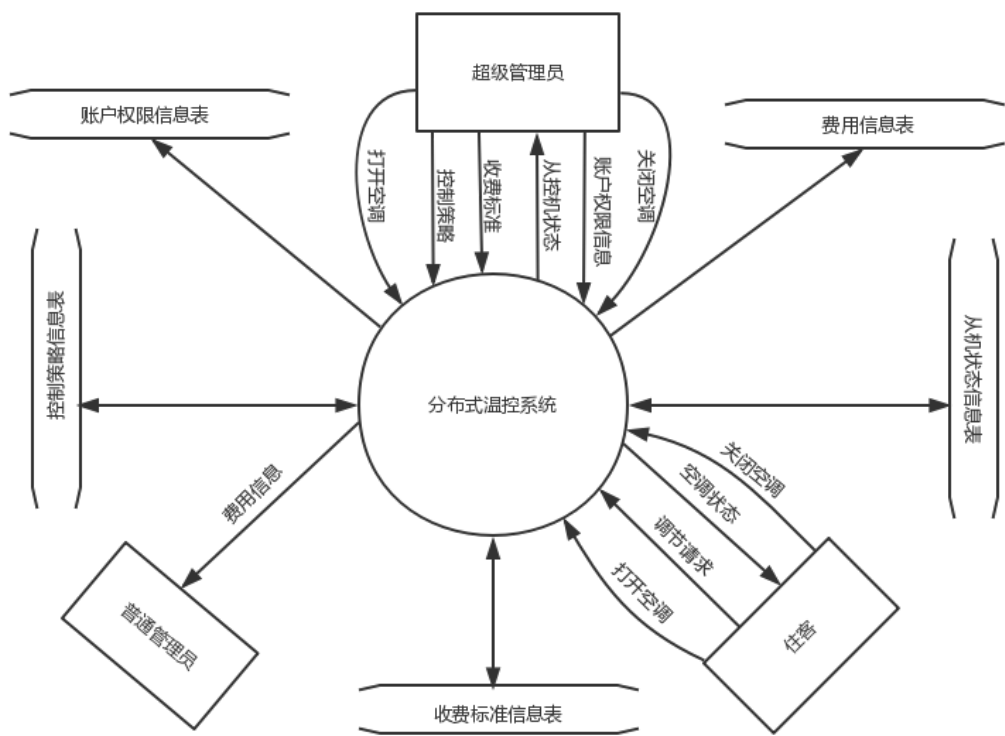 超级管理员
账户权限信息表
费用信息表
打开空调
控制策略
收费标准
从控机状态
账户权限信息
关闭空调
控制策略信息表
分布式温控系统
从机状态信息表
关闭空调
空调状态
调节请求
打开空调
费用信息
普通管理员
住客
收费标准信息表